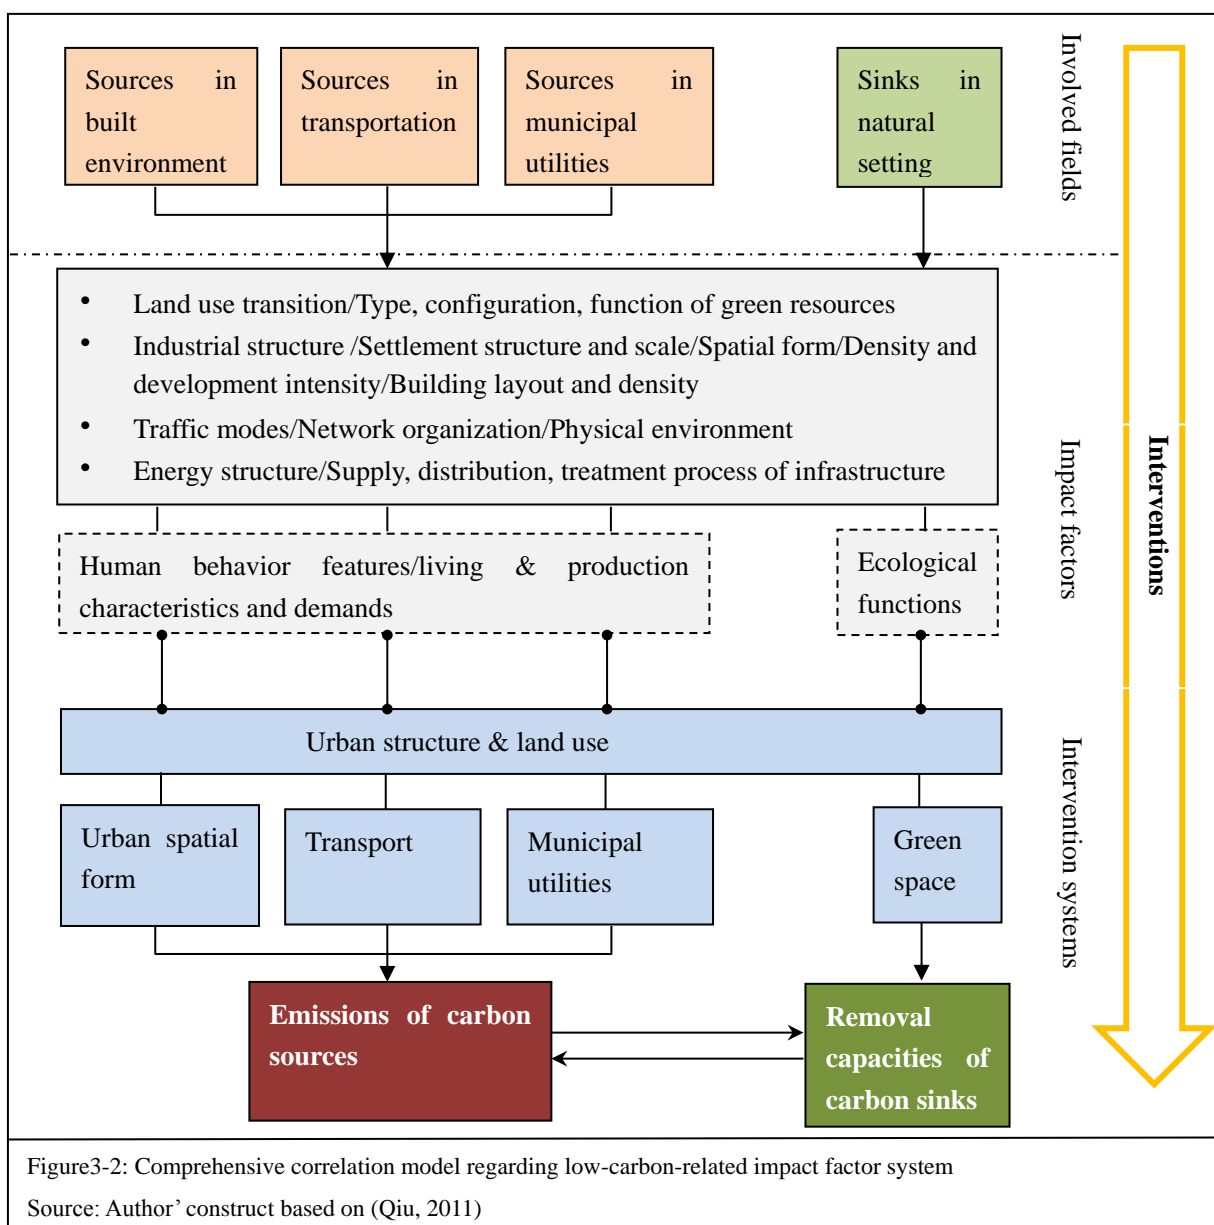 Sources in
built
environment
Sources in
transportation
Sources in
municipal
utilities
Sinks in
natural
setting
Involved fields
• Land use transition/Type, configuration, function of green resources
• Industrial structure /Settlement structure and scale/Spatial form/Density and
development intensity/Building layout and density
• Traffic modes/Network organization/Physical environment
• Energy structure/Supply, distribution, treatment process of infrastructure
Impact factors
Interventions
Human behavior features/living & production
characteristics and demands
Ecological
functions
Urban structure & land use
Urban spatial
form
Transport
Municipal
utilities
Green
space
Intervention systems
Emissions of carbon
sources
Removal
capacities of
carbon sinks
Figure3-2: Comprehensive correlation model regarding low-carbon-related impact factor system
Source: Author’ construct based on (Qiu, 2011)